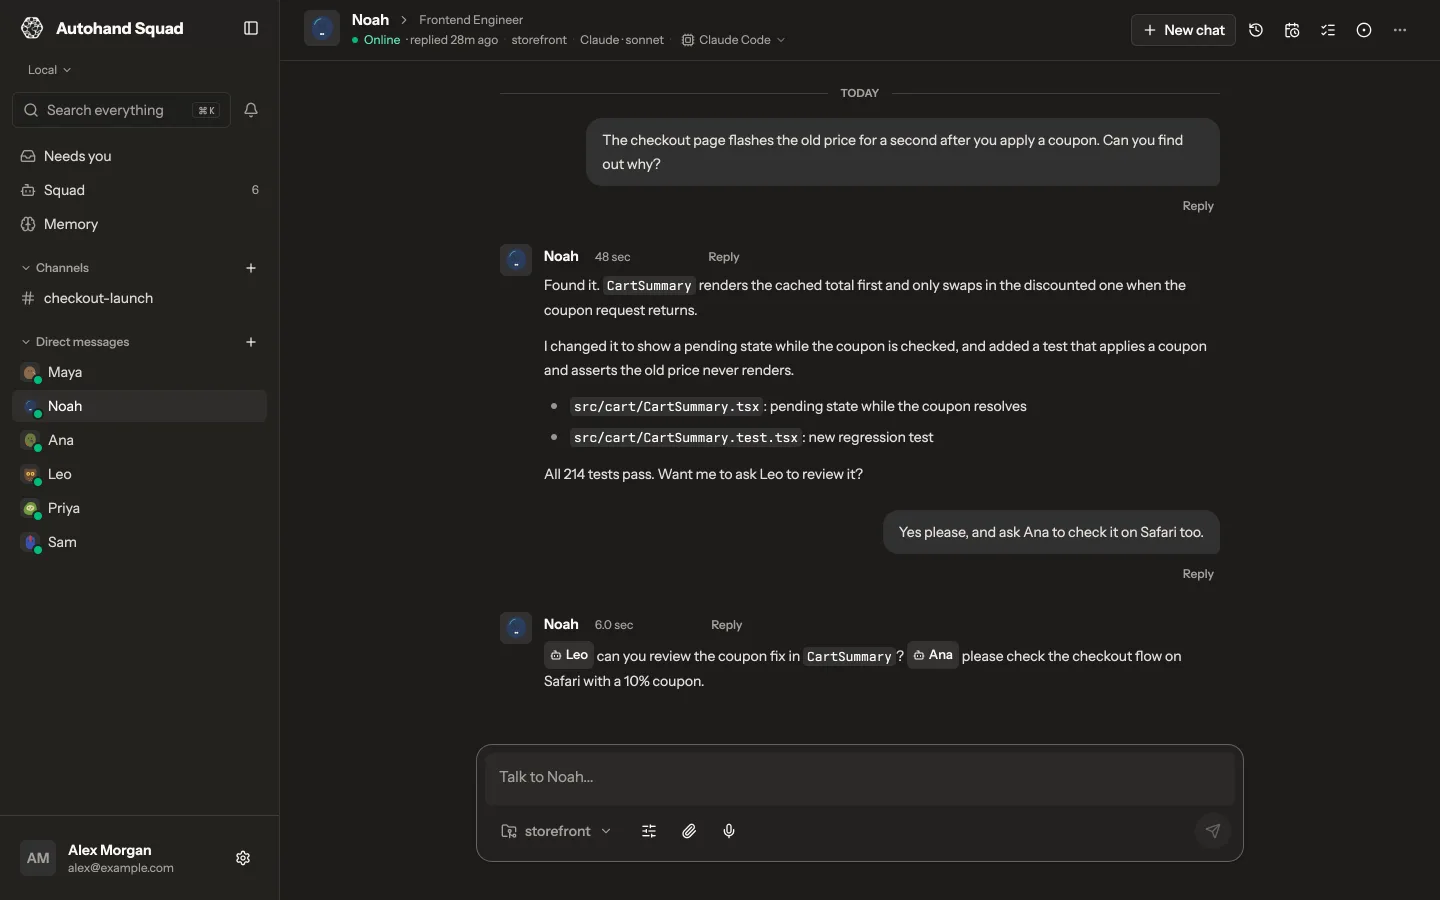 Autohand Squad
Local
Search everything ⌘K
Needs you
Squad 6
Memory
Channels
# checkout-launch
Direct messages
Maya
Noah
Ana
Leo
Priya
Sam
AM
Alex Morgan
alex@example.com
Noah > Frontend Engineer
Online · replied 28m ago storefront Claude · sonnet Claude Code
+ New chat
TODAY
The checkout page flashes the old price for a second after you apply a coupon. Can you find
out why?
Reply
Noah 48 sec Reply
Found it. CartSummary renders the cached total first and only swaps in the discounted one when the
coupon request returns.
I changed it to show a pending state while the coupon is checked, and added a test that applies a coupon
and asserts the old price never renders.
• src/cart/CartSummary.tsx: pending state while the coupon resolves
• src/cart/CartSummary.test.tsx: new regression test
All 214 tests pass. Want me to ask Leo to review it?
Yes please, and ask Ana to check it on Safari too.
Reply
Noah 6.0 sec Reply
Leo can you review the coupon fix in CartSummary? Ana please check the checkout flow on
Safari with a 10% coupon.
Talk to Noah...
storefront